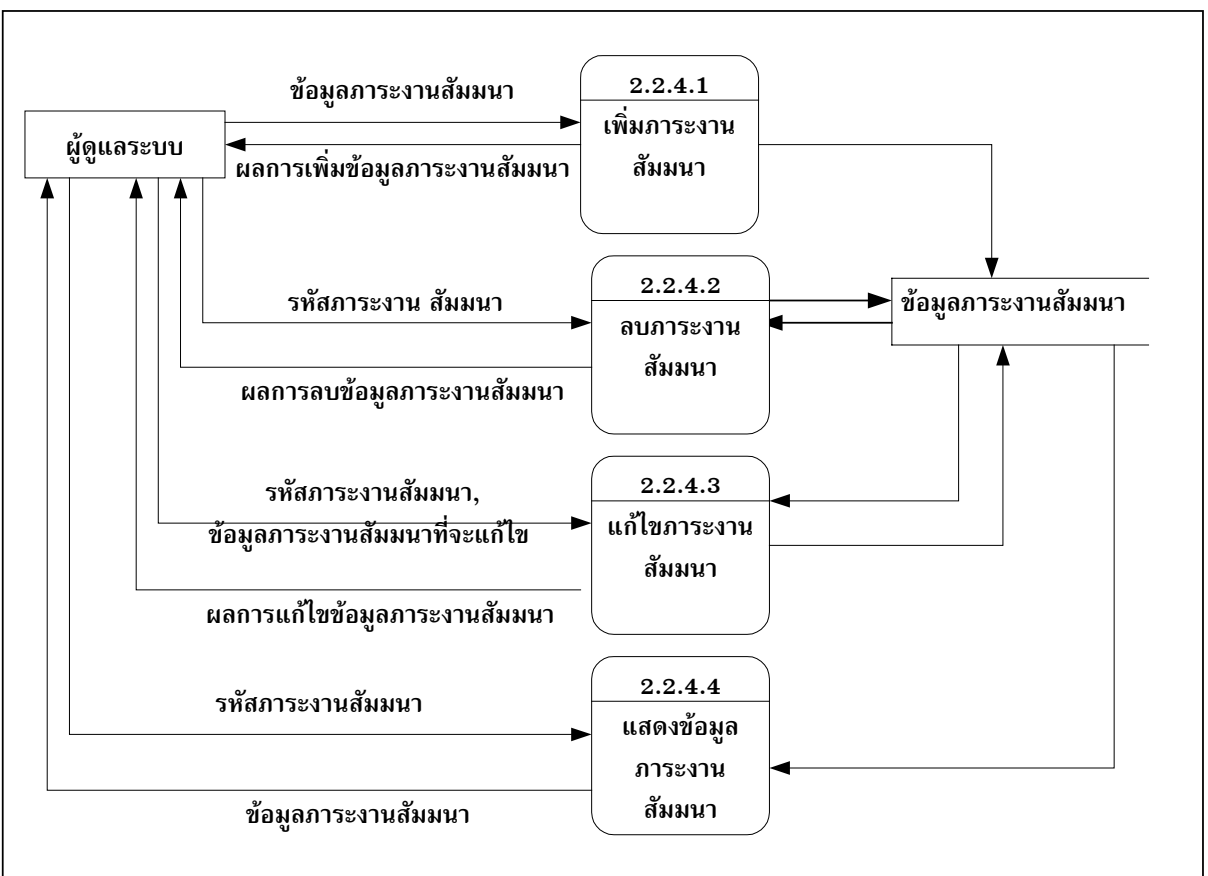 ข้อมูลภาระงานสัมมนา
2.2.4.1
เพิ่มภาระงาน
สัมมนา
ผู้ดูแลระบบ
ผลการเพิ่มข้อมูลภาระงานสัมมนา
รหัสภาระงาน สัมมนา
2.2.4.2
ลบภาระงาน
สัมมนา
ข้อมูลภาระงานสัมมนา
ผลการลบข้อมูลภาระงานสัมมนา
รหัสภาระงานสัมมนา,
ข้อมูลภาระงานสัมมนาที่จะแก้ไข
2.2.4.3
แก้ไขภาระงาน
สัมมนา
ผลการแก้ไขข้อมูลภาระงานสัมมนา
รหัสภาระงานสัมมนา
2.2.4.4
แสดงข้อมูล
ภาระงาน
สัมมนา
ข้อมูลภาระงานสัมมนา